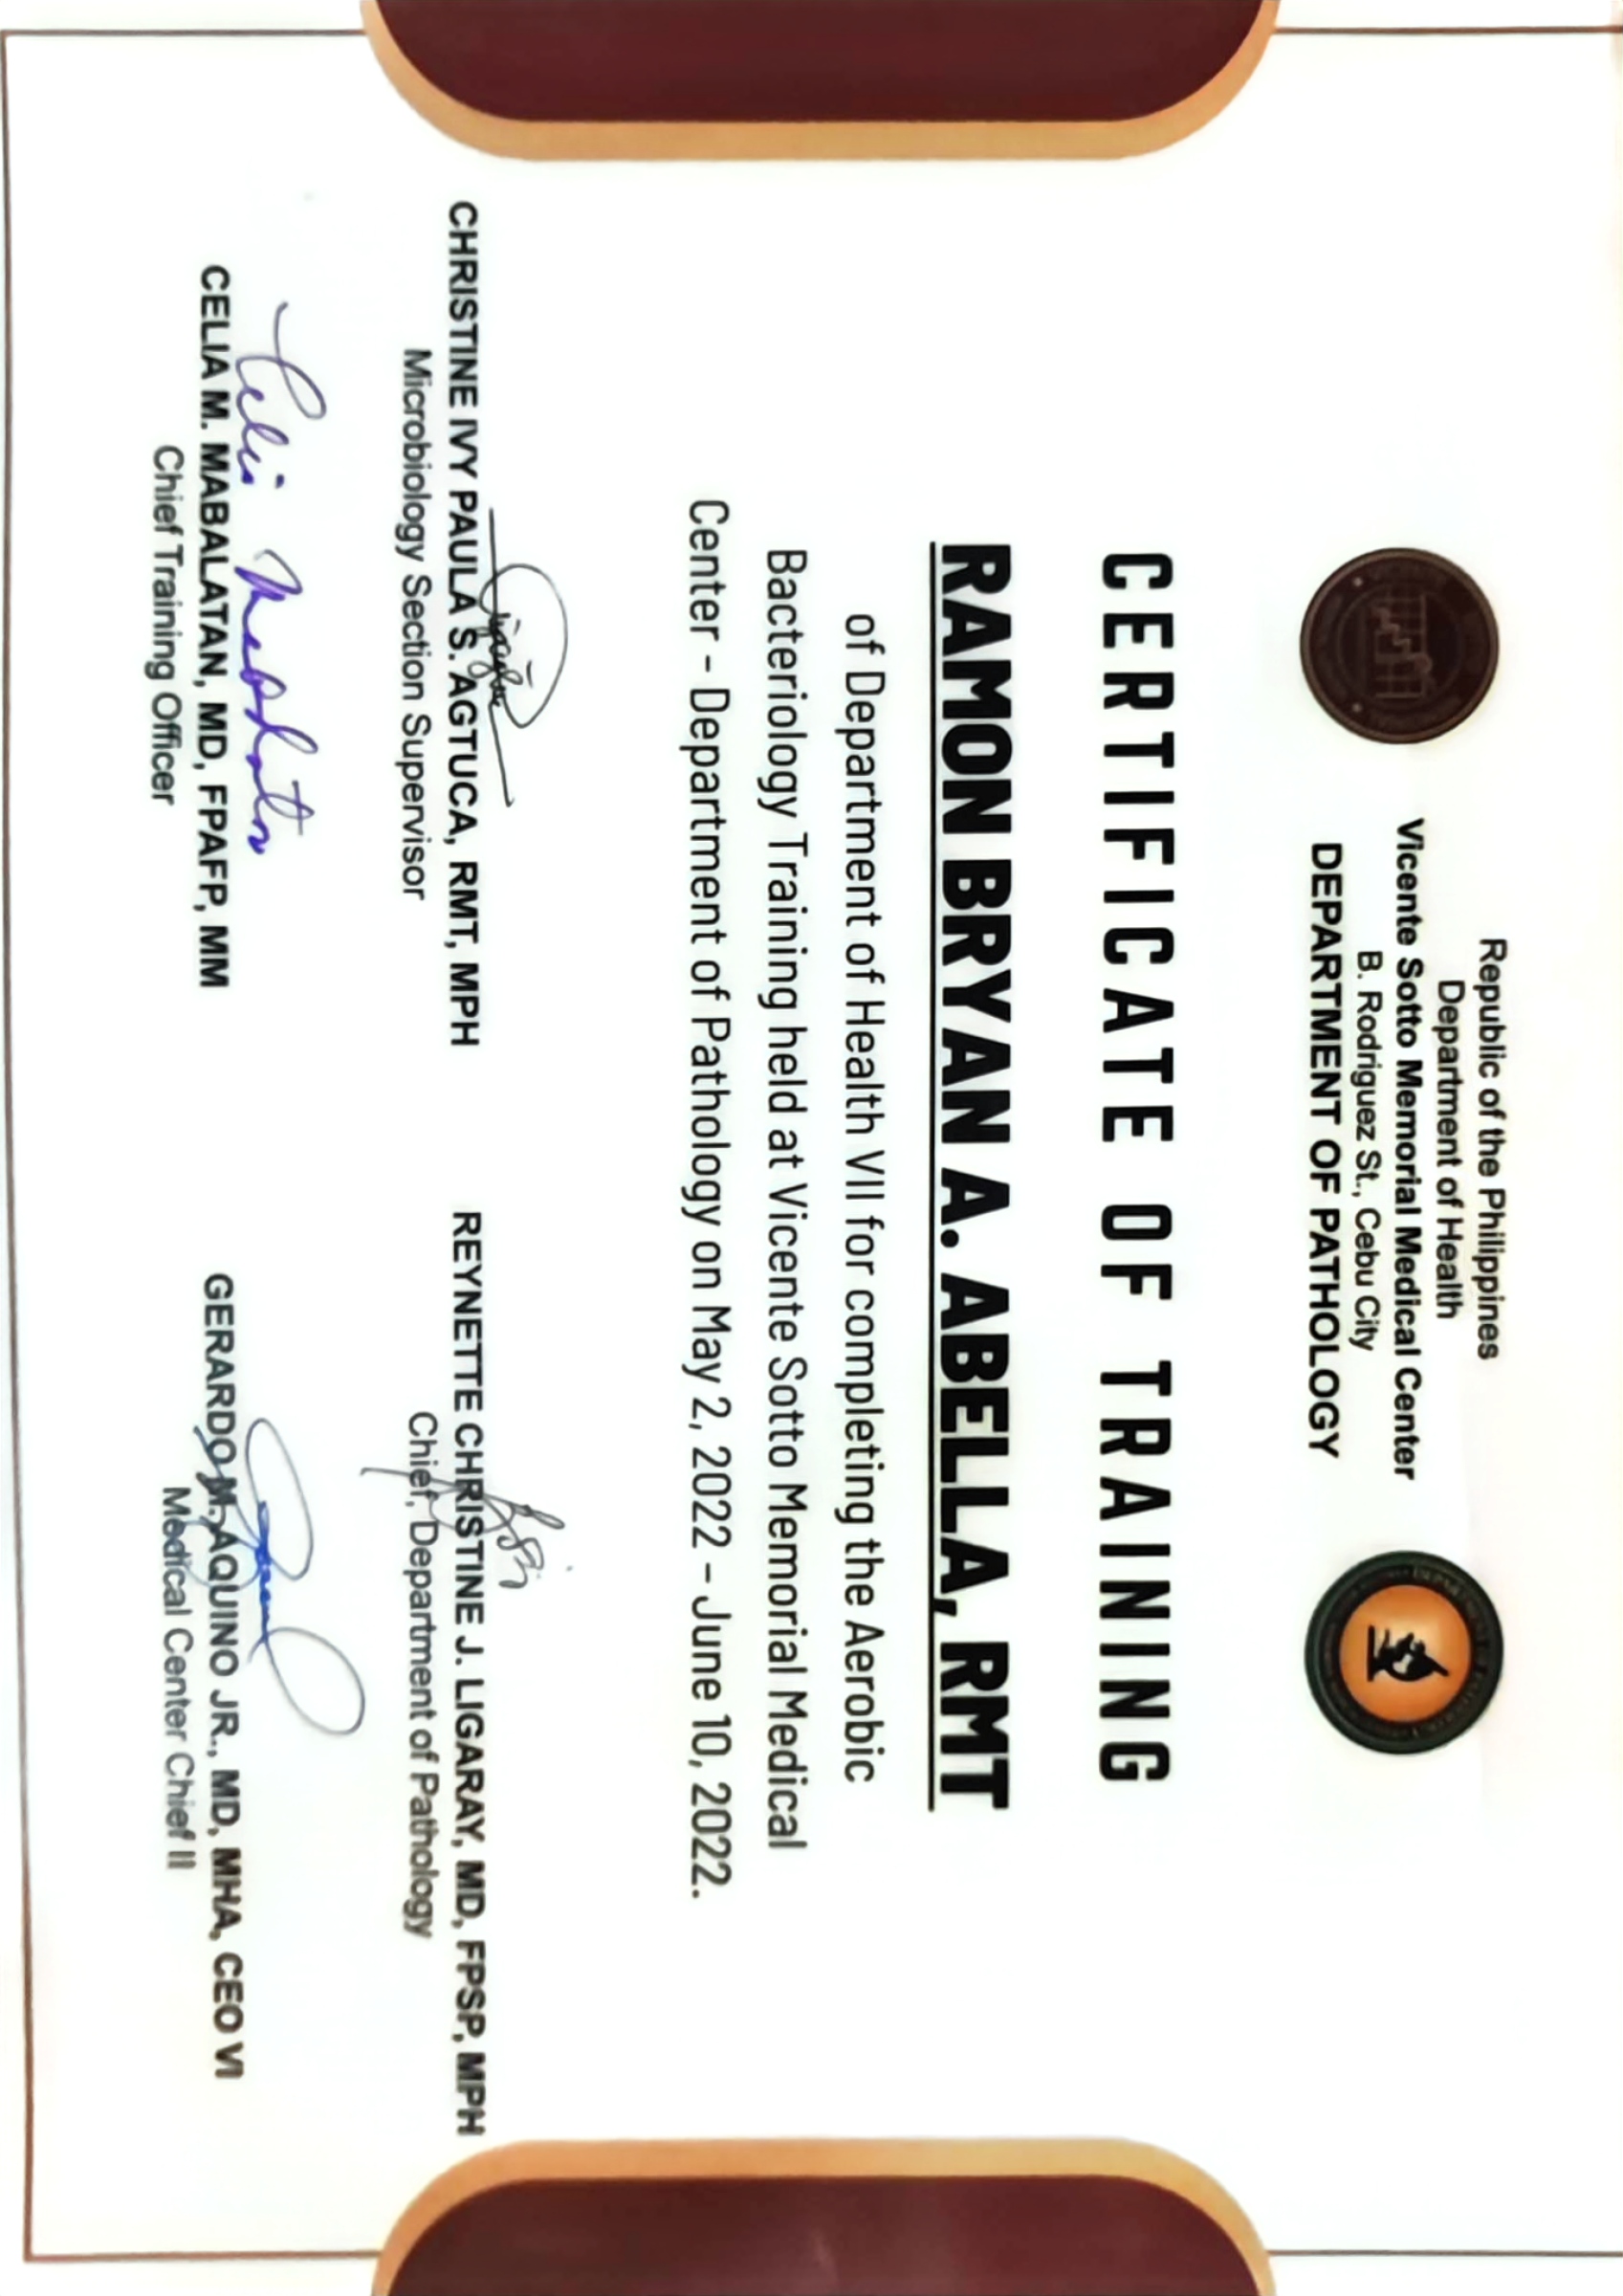 Republic of the Philippines
Department of Health
Vicente Sotto Memorial Medical Center
B. Rodriguez St., Cebu City
DEPARTMENT OF PATHOLOGY
CERTIFICATE OF TRAINING
RAMON BRYAN A. ABELLA, RMT
of Department of Health VII for completing the Aerobic
Bacteriology Training held at Vicente Sotto Memorial Medical
Center - Department of Pathology on May 2, 2022 – June 10, 2022.
CHRISTINE IVY PAULA S. AGTUCA, RMT, MPH
Microbiology Section Supervisor
REYNETTE CHRISTINE J. LIGARAY, MD, FPSP, MPH
Chief, Department of Pathology
CELIA M. MABALATAN, MD, FPAFP, MM
Chief Training Officer
GERARDO M. AQUINO JR., MD, MHA, CEO VI
Medical Center Chief II